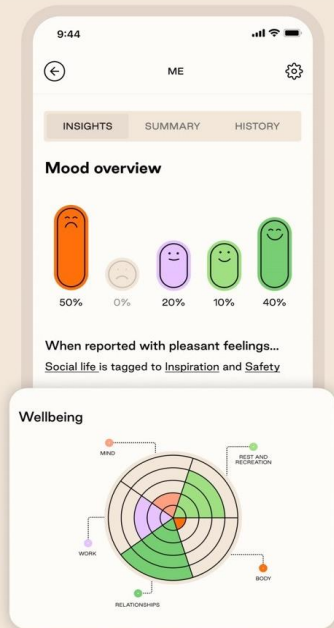 9:44
ME
INSIGHTS SUMMARY HISTORY
Mood overview
50% 0% 20% 10% 40%
When reported with pleasant feelings...
Social life is tagged to Inspiration and Safety
Wellbeing
MIND
REST AND
RECREATION
WORK
BODY
RELATIONSHIPS